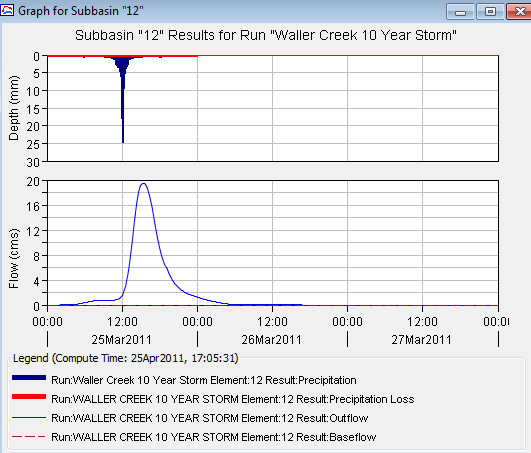 Graph for Subbasin "12"
Subbasin "12" Results for Run "Waller Creek 10 Year Storm"
Depth (mm)
0
5
10
15
20
25
30
Flow (cms)
20
16
12
8
4
0
00:00 12:00 00:00 12:00 00:00 12:00 00:00
25Mar2011 26Mar2011 27Mar2011
Legend (Compute Time: 25Apr2011, 17:05:31)
Run:Waller Creek 10 Year Storm Element:12 Result:Precipitation
Run:WALLER CREEK 10 YEAR STORM Element:12 Result:Precipitation Loss
Run:WALLER CREEK 10 YEAR STORM Element:12 Result:Outflow
Run:WALLER CREEK 10 YEAR STORM Element:12 Result:Baseflow